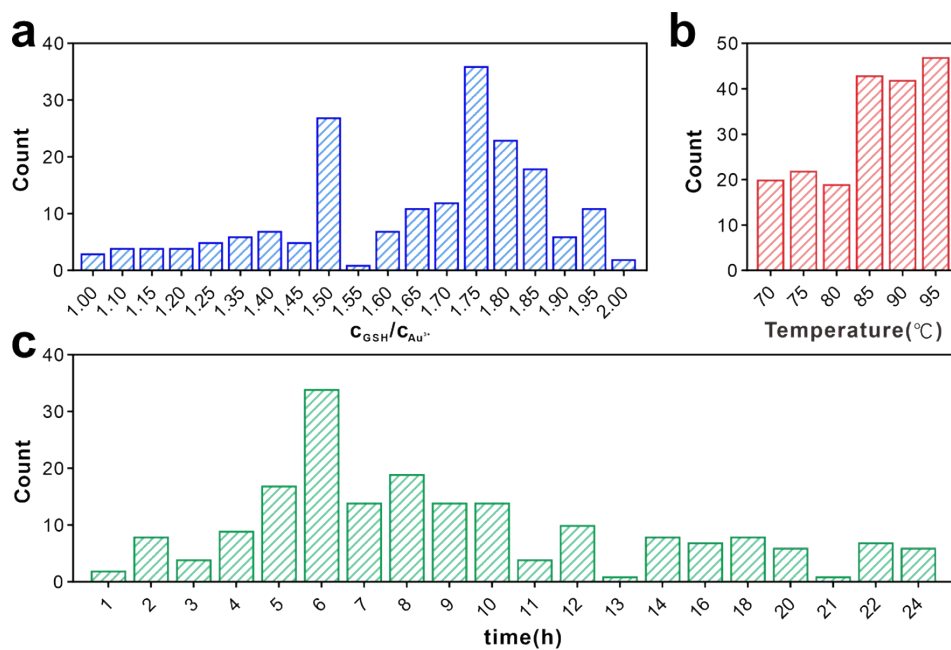 a
40
30
20
10
0
Count
1.00 1.10 1.15 1.20 1.25 1.35 1.40 1.45 1.50 1.55 1.60 1.65 1.70 1.75 1.80 1.85 1.90 1.95 2.00
cGSH/cAu³⁺
b
50
40
30
20
10
0
Count
70 75 80 85 90 95
Temperature(℃)
c
40
30
20
10
0
Count
1 2 3 4 5 6 7 8 9 10 11 12 13 14 16 18 20 21 22 24
time(h)